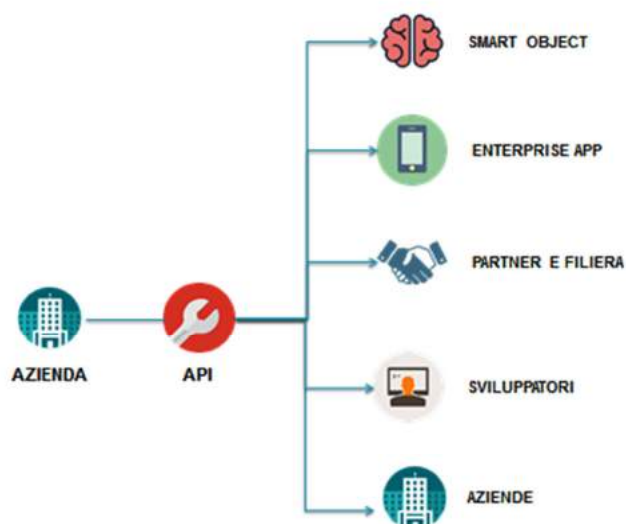 SMART OBJECT
ENTERPRISE APP
PARTNER E FILIERA
AZIENDA
API
SVILUPPATORI
AZIENDE